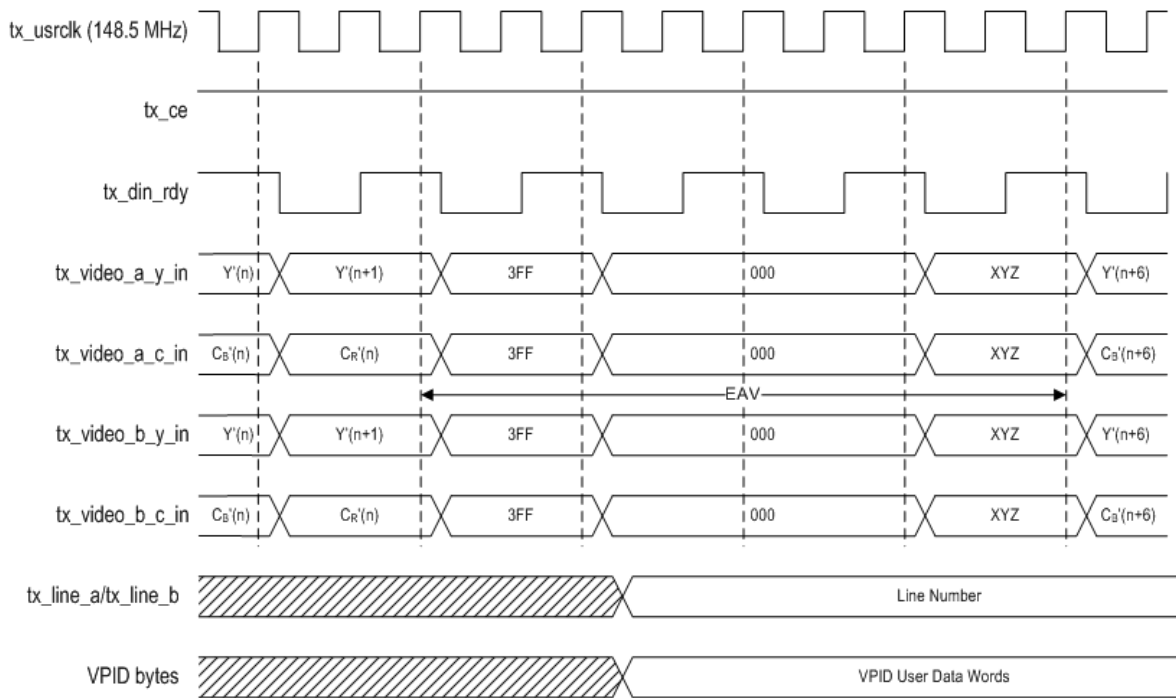 tx_usrclk (148.5 MHz)
tx_ce
tx_din_rdy
tx_video_a_y_in Y'(n) Y'(n+1) 3FF 000 XYZ Y'(n+6)
tx_video_a_c_in CB'(n) CR'(n) 3FF 000 XYZ CB'(n+6)
EAV
tx_video_b_y_in Y'(n) Y'(n+1) 3FF 000 XYZ Y'(n+6)
tx_video_b_c_in CB'(n) CR'(n) 3FF 000 XYZ CB'(n+6)
tx_line_a/tx_line_b Line Number
VPID bytes VPID User Data Words